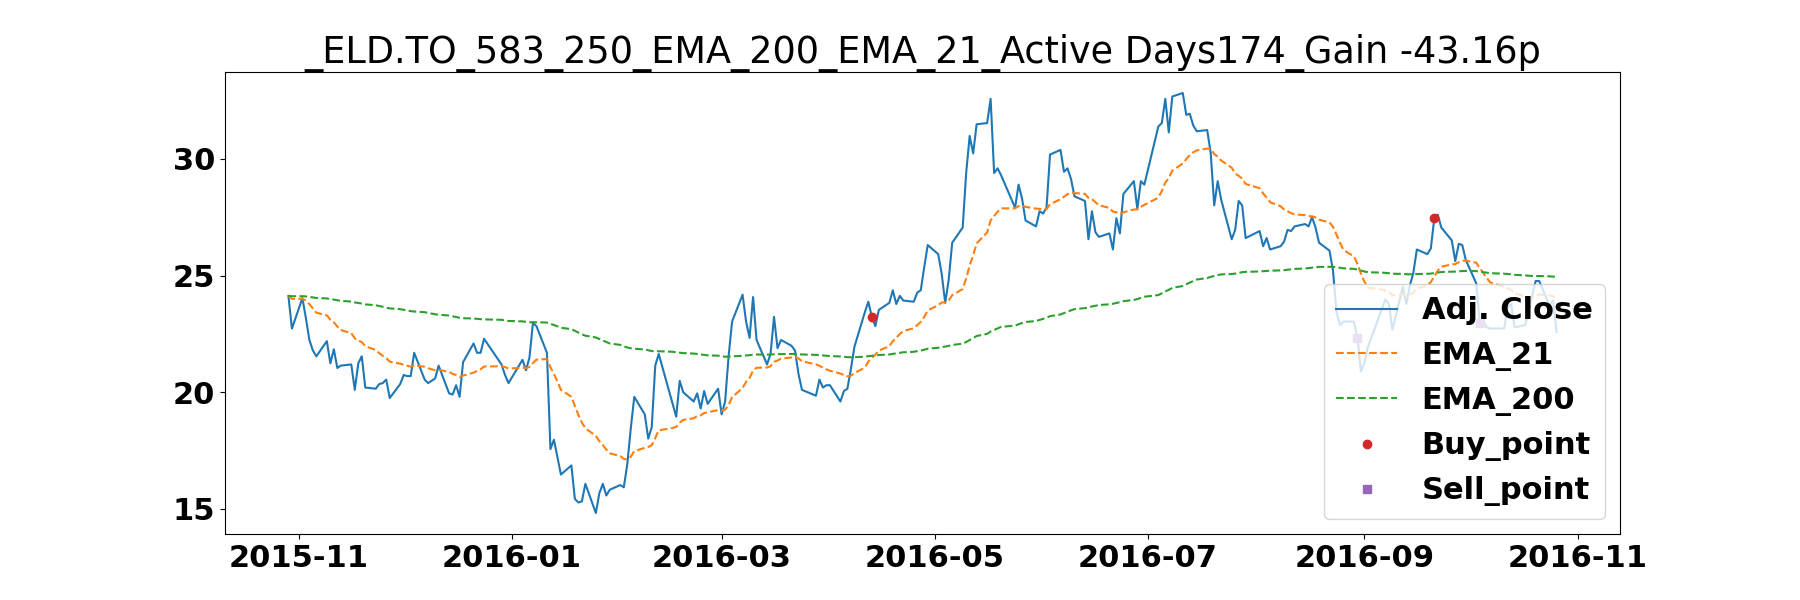 _ELD.TO_583_250_EMA_200_EMA_21_Active Days174_Gain -43.16p
30
25
20
15
Adj. Close
EMA_21
EMA_200
Buy_point
Sell_point
2015-11 2016-01 2016-03 2016-05 2016-07 2016-09 2016-11